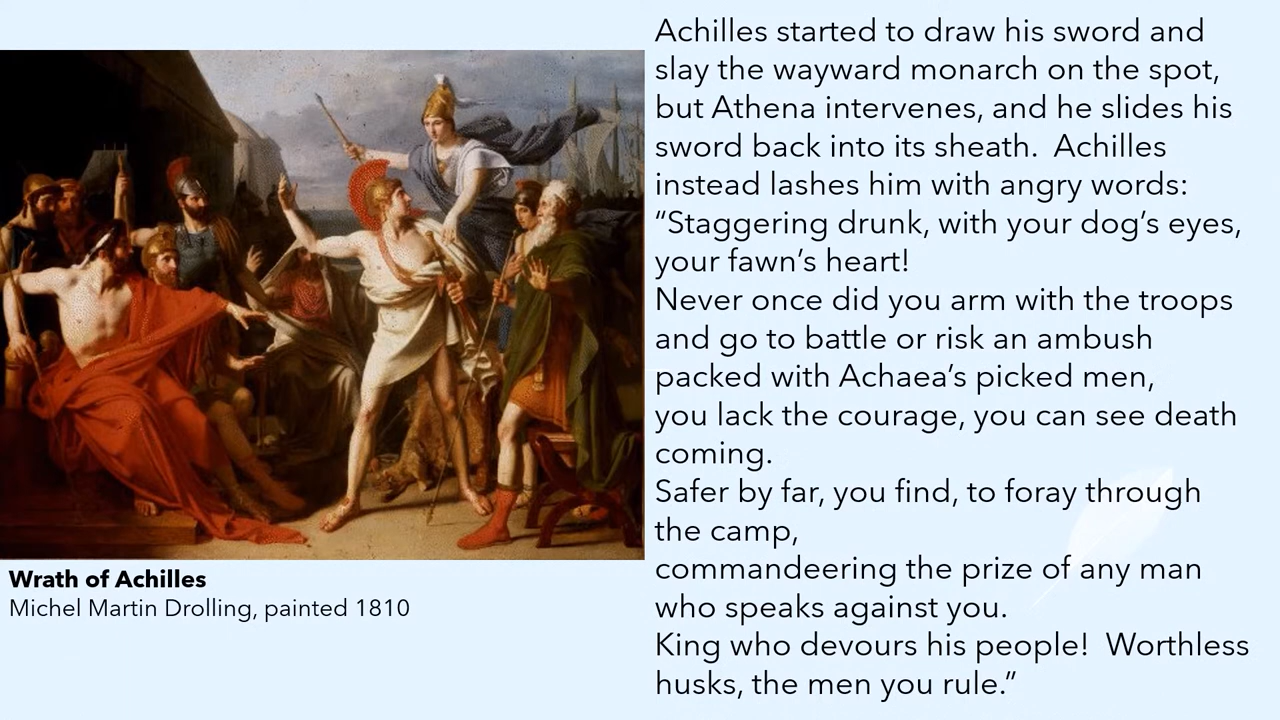 Achilles started to draw his sword and
slay the wayward monarch on the spot,
but Athena intervenes, and he slides his
sword back into its sheath.  Achilles
instead lashes him with angry words:
“Staggering drunk, with your dog’s eyes,
your fawn’s heart!
Never once did you arm with the troops
and go to battle or risk an ambush
packed with Achaea’s picked men,
you lack the courage, you can see death
coming.
Safer by far, you find, to foray through
the camp,
commandeering the prize of any man
who speaks against you.
King who devours his people!  Worthless
husks, the men you rule.”
Wrath of Achilles
Michel Martin Drolling, painted 1810